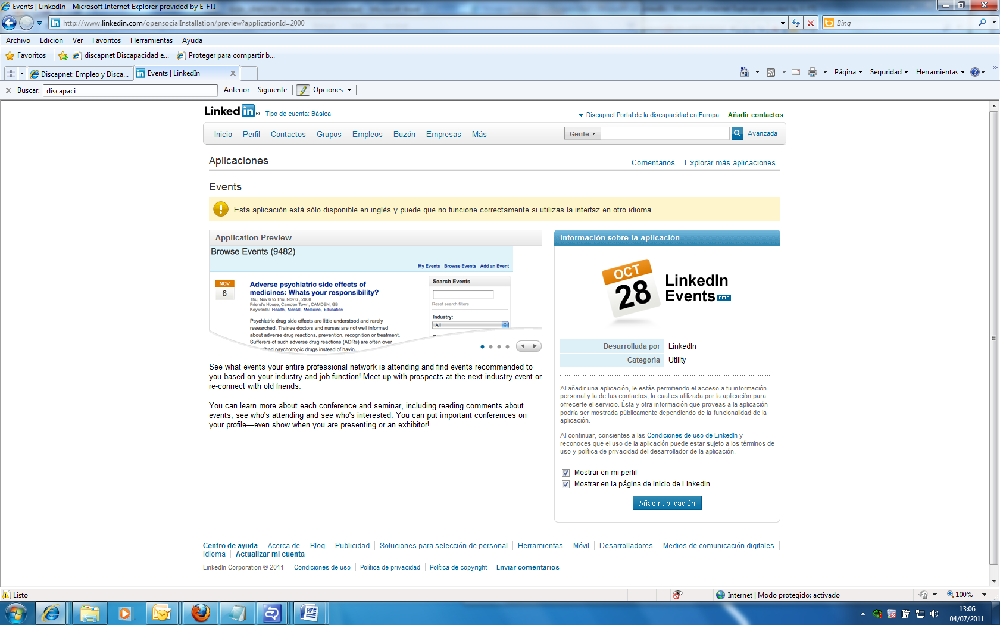 Events | LinkedIn - Microsoft Internet Explorer provided by E-FTI
http://www.linkedin.com/opensocialInstallation/preview?applicationId=2000
Bing
Archivo Edición Ver Favoritos Herramientas Ayuda
Favoritos discapnet Discapacidad e... Proteger para compartir b...
Discapnet: Empleo y Disca... Events | LinkedIn Página Seguridad Herramientas
Buscar: discapaci Anterior Siguiente Opciones
Linked in Tipo de cuenta: Básica Discapnet Portal de la discapacidad en Europa Añadir contactos
Inicio Perfil Contactos Grupos Empleos Buzón Empresas Más Gente Avanzada
Aplicaciones Comentarios Explorar más aplicaciones
Events
Esta aplicación está sólo disponible en inglés y puede que no funcione correctamente si utilizas la interfaz en otro idioma.
Application Preview
Browse Events (9482)
My Events Browse Events Add an Event
NOV
6
Adverse psychiatric side effects of
medicines: Whats your responsibility?
Thu, Nov 6 to Thu, Nov 6 , 2008
Friend's House, Camden Town, CAMDEN, GB
Keywords: Health, Mental, Medicine, Education
Psychiatric drug side effects are little understood and rarely
researched. Trainee doctors and nurses are not well informed
about adverse drug reactions, prevention, recognition or treatment.
Sufferers of such adverse drug reactions (ADRs) are often over
psychotropic drugs instead of havin...
Search Events
Reset search filters
Industry:
All
See what events your entire professional network is attending and find events recommended to
you based on your industry and job function! Meet up with prospects at the next industry event or
re-connect with old friends.
You can learn more about each conference and seminar, including reading comments about
events, see who's attending and see who's interested. You can put important conferences on
your profile—even show when you are presenting or an exhibitor!
Información sobre la aplicación
OCT
28
LinkedIn
Events BETA
Desarrollada por LinkedIn
Categoría Utility
Al añadir una aplicación, le estás permitiendo el acceso a tu información
personal y la de tus contactos, la cual es utilizada por la aplicación para
ofrecerte el servicio. Ésta y otra información que proveas a la aplicación
podría ser mostrada públicamente dependiendo de la funcionalidad de la
aplicación.
Al continuar, consientes a las Condiciones de uso de LinkedIn y
reconoces que el uso de la aplicación puede estar sujeto a los términos de
uso y política de privacidad del desarrollador de la aplicación.
Mostrar en mi perfil
Mostrar en la página de inicio de LinkedIn
Añadir aplicación
Centro de ayuda Acerca de Blog Publicidad Soluciones para selección de personal Herramientas Móvil Desarrolladores Medios de comunicación digitales
Idioma Actualizar mi cuenta
LinkedIn Corporation © 2011 Condiciones de uso Política de privacidad Política de copyright Enviar comentarios
Listo Internet | Modo protegido: activado 100%
13:06
04/07/2011